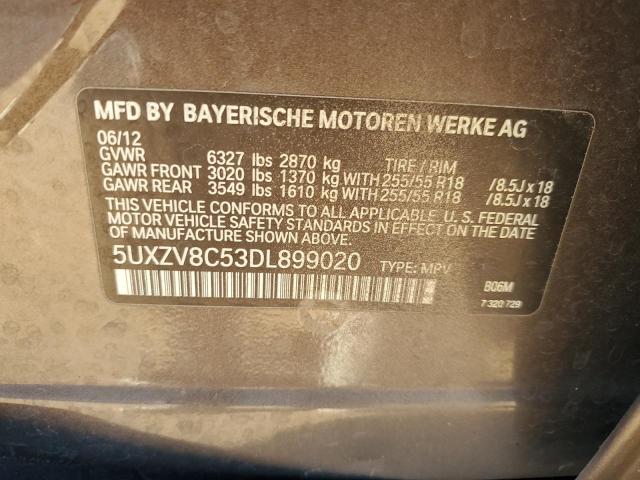 MFD BY BAYERISCHE MOTOREN WERKE AG
06/12
GVWR 6327 lbs 2870 kg TIRE / RIM
GAWR FRONT 3020 lbs 1370 kg WITH 255/55 R18 /8.5J x 18
GAWR REAR 3549 lbs 1610 kg WITH 255/55 R18 /8.5J x 18
THIS VEHICLE CONFORMS TO ALL APPLICABLE U. S. FEDERAL
MOTOR VEHICLE SAFETY STANDARDS IN EFFECT ON THE DATE
OF MANUFACTURE SHOWN ABOVE.
5UXZV8C53DL899020 TYPE: MPV
B06M
7 320 729